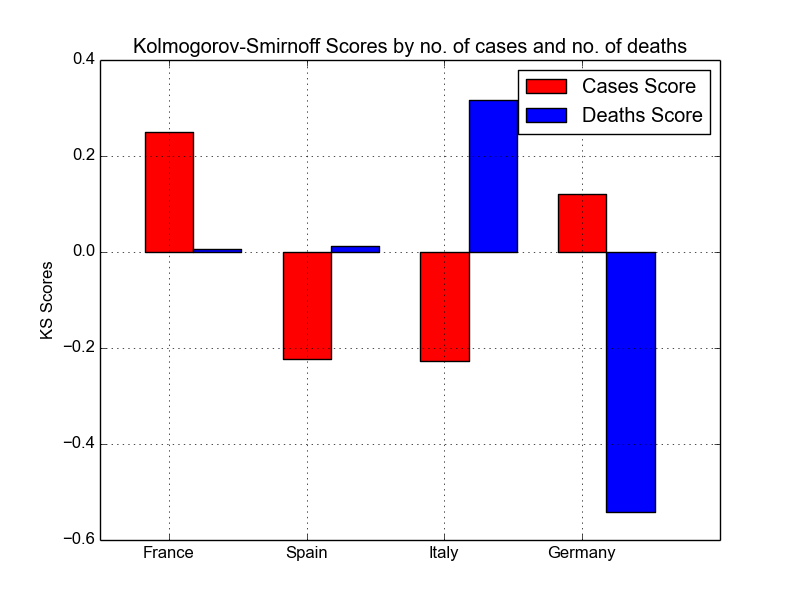 Kolmogorov-Smirnoff Scores by no. of cases and no. of deaths
Cases Score
Deaths Score
0.4
0.2
0.0
−0.2
−0.4
−0.6
KS Scores
France Spain Italy Germany